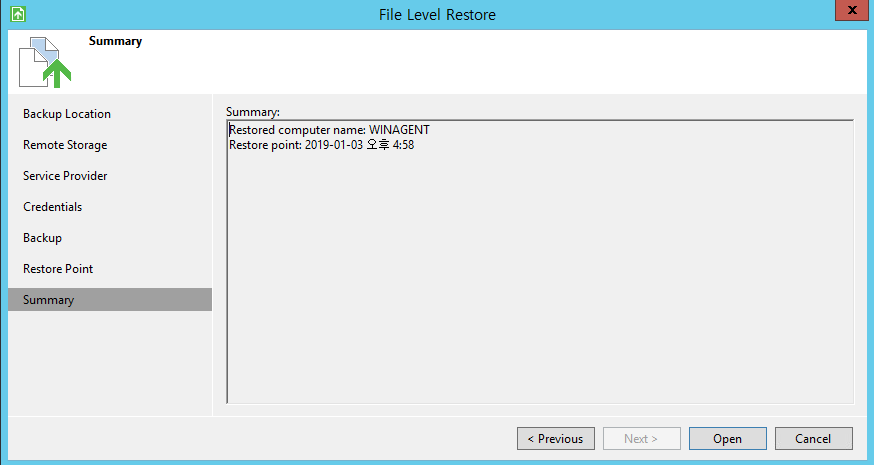 File Level Restore
x
Summary
Backup Location
Remote Storage
Service Provider
Credentials
Backup
Restore Point
Summary
Summary:
Restored computer name: WINAGENT
Restore point: 2019-01-03 오후 4:58
< Previous
Next >
Open
Cancel